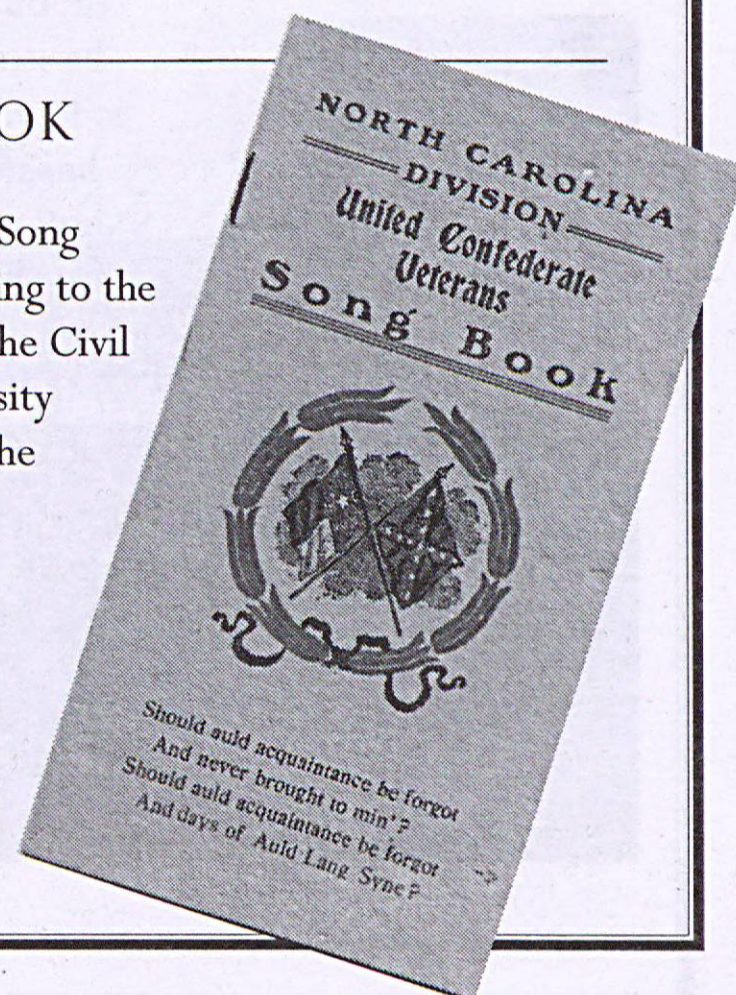 OK
Song
ing to the
he Civil
sity
he
NORTH CAROLINA
DIVISION
United Confederate
Veterans
Song Book
Should auld acquaintance be forgot
And never brought to min'?
Should auld acquaintance be forgot
And days of Auld Lang Syne?